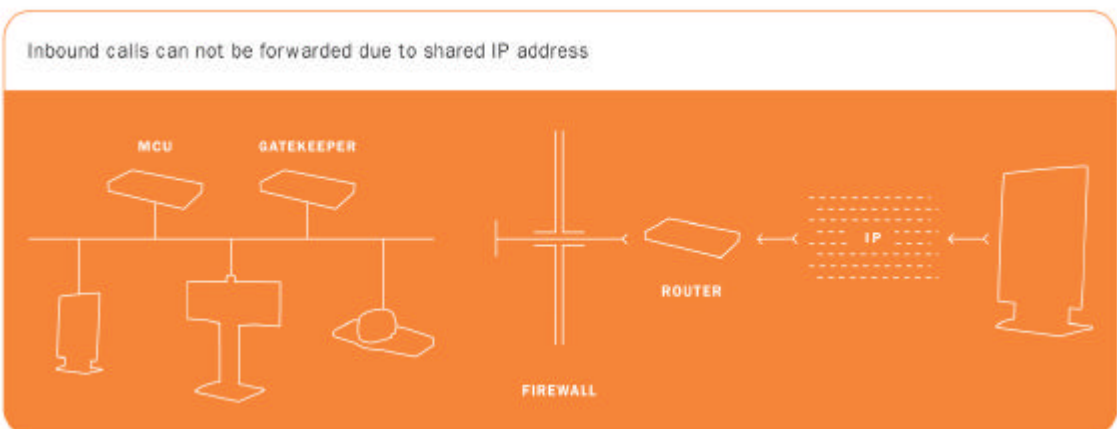 Inbound calls can not be forwarded due to shared IP address
MCU
GATEKEEPER
IP
ROUTER
FIREWALL